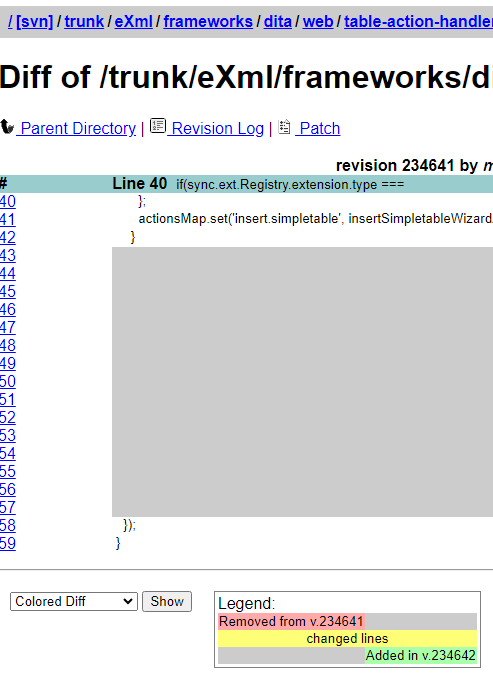 / [svn] / trunk / eXml / frameworks / dita / web / table-action-handler
Diff of /trunk/eXml/frameworks/di
Parent Directory | Revision Log | Patch
revision 234641 by m
# Line 40 if(sync.ext.Registry.extension.type ===
40 };
41 actionsMap.set('insert.simpletable', insertSimpletableWizard
42 }
43
44
45
46
47
48
49
50
51
52
53
54
55
56
57
58 });
59 }
Colored Diff Show
Legend:
Removed from v.234641
changed lines
Added in v.234642